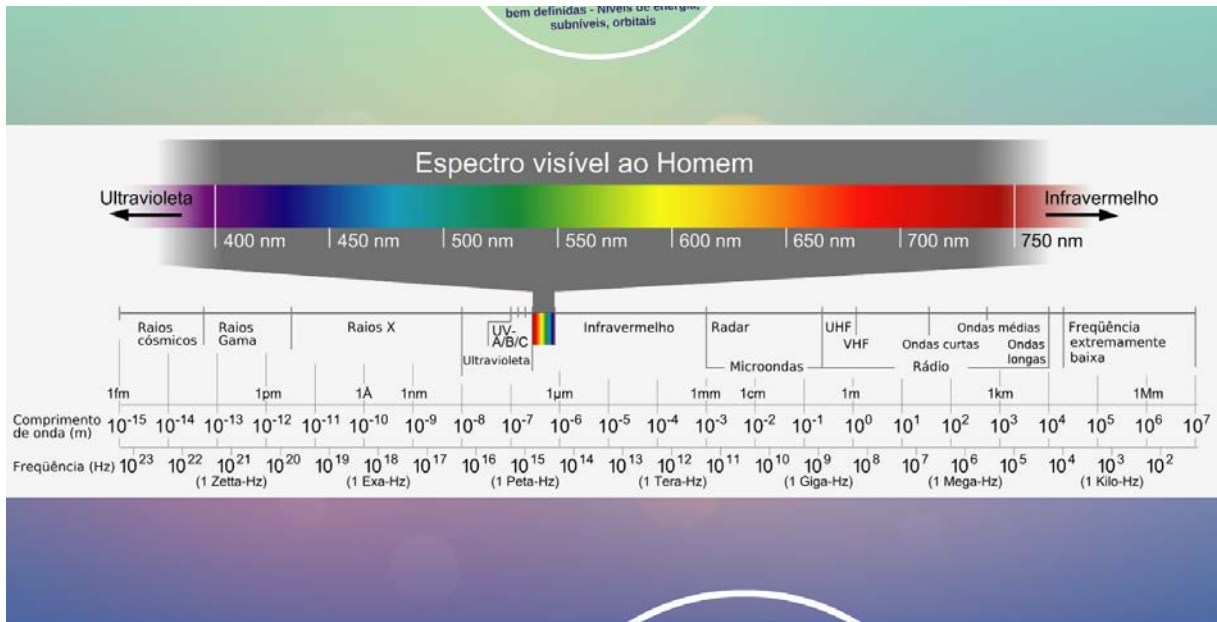 bem definidas - Níveis de energia,
subníveis, orbitais
Espectro visível ao Homem
Ultravioleta
Infravermelho
400 nm
450 nm
500 nm
550 nm
600 nm
650 nm
700 nm
750 nm
Raios
cósmicos
Raios
Gama
Raios X
UV-
A/B/C
Ultravioleta
Infravermelho
Radar
Microondas
UHF
VHF
Ondas médias
Ondas curtas
Ondas
longas
Rádio
Freqüência
extremamente
baixa
1fm 1pm 1Å 1nm 1µm 1mm 1cm 1m 1km 1Mm
Comprimento
de onda (m)
10⁻¹⁵ 10⁻¹⁴ 10⁻¹³ 10⁻¹² 10⁻¹¹ 10⁻¹⁰ 10⁻⁹ 10⁻⁸ 10⁻⁷ 10⁻⁶ 10⁻⁵ 10⁻⁴ 10⁻³ 10⁻² 10⁻¹ 10⁰ 10¹ 10² 10³ 10⁴ 10⁵ 10⁶ 10⁷
Freqüência (Hz) 10²³ 10²² 10²¹ 10²⁰ 10¹⁹ 10¹⁸ 10¹⁷ 10¹⁶ 10¹⁵ 10¹⁴ 10¹³ 10¹² 10¹¹ 10¹⁰ 10⁹ 10⁸ 10⁷ 10⁶ 10⁵ 10⁴ 10³ 10²
(1 Zetta-Hz) (1 Exa-Hz) (1 Peta-Hz) (1 Tera-Hz) (1 Giga-Hz) (1 Mega-Hz) (1 Kilo-Hz)